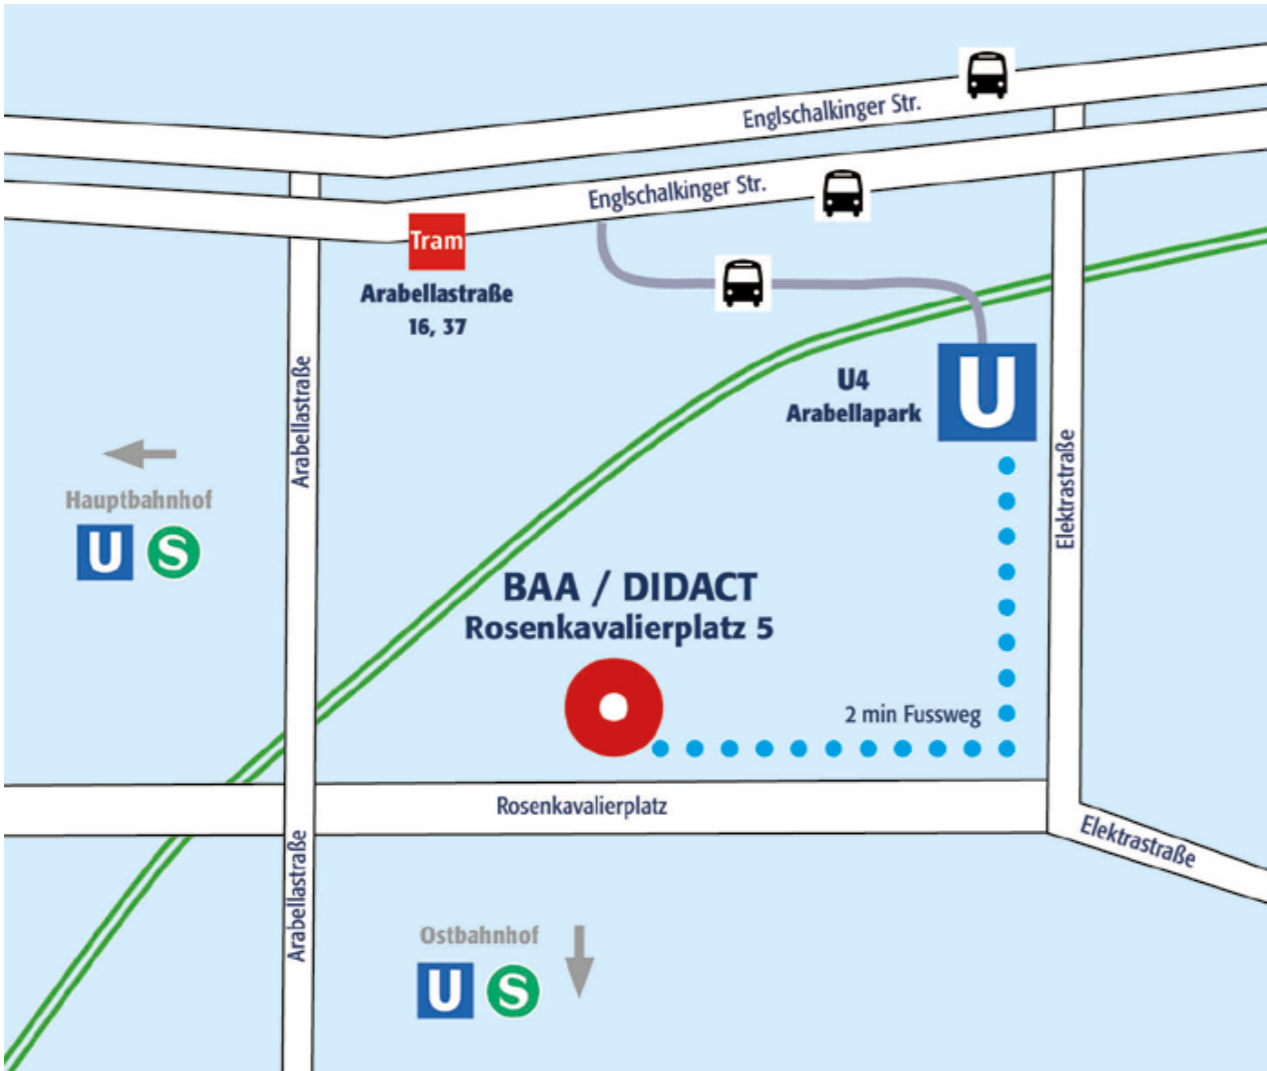 Englschalkinger Str.
Englschalkinger Str.
Tram
Arabellastraße
16, 37
U4
Arabellapark
U
Arabellastraße
Elektrastraße
Hauptbahnhof
U S
BAA / DIDACT
Rosenkavalierplatz 5
2 min Fussweg
Rosenkavalierplatz
Elektrastraße
Arabellastraße
Ostbahnhof
U S